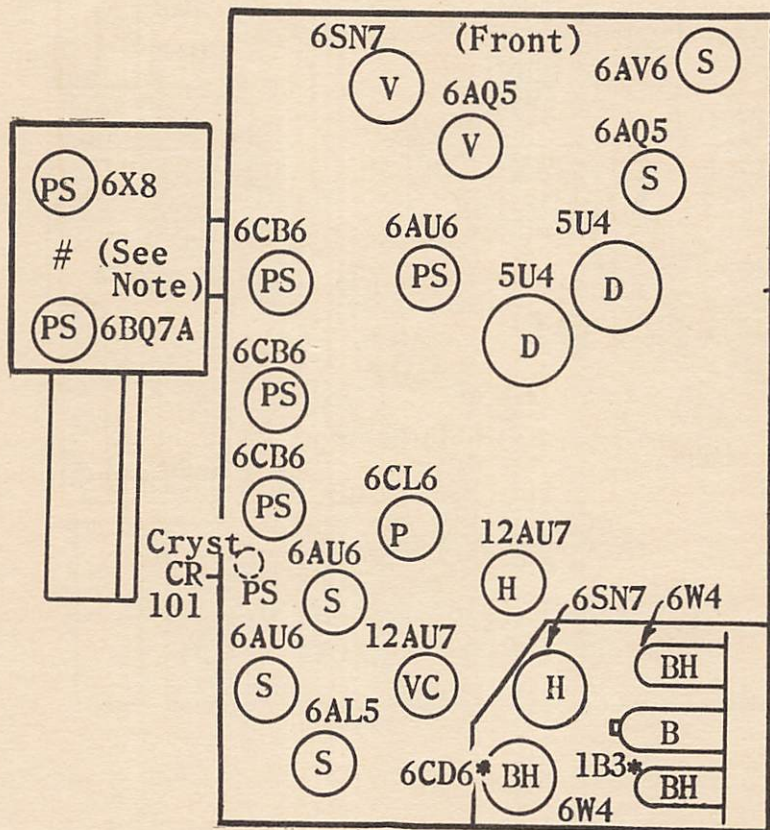 6SN7 (Front)
6AV6 S
V
6AQ5
V
6AQ5
S
PS 6X8
# (See
Note)
PS 6BQ7A
6CB6
PS
6AU6
PS
5U4
D
5U4
D
6CB6
PS
6CB6
PS
6CL6
P
Cryst
CR
101
PS
6AU6
S
12AU7
H
6SN7
H
6W4
BH
6AU6
S
12AU7
VC
B
6AL5
S
6CD6* BH
1B3*
BH
6W4